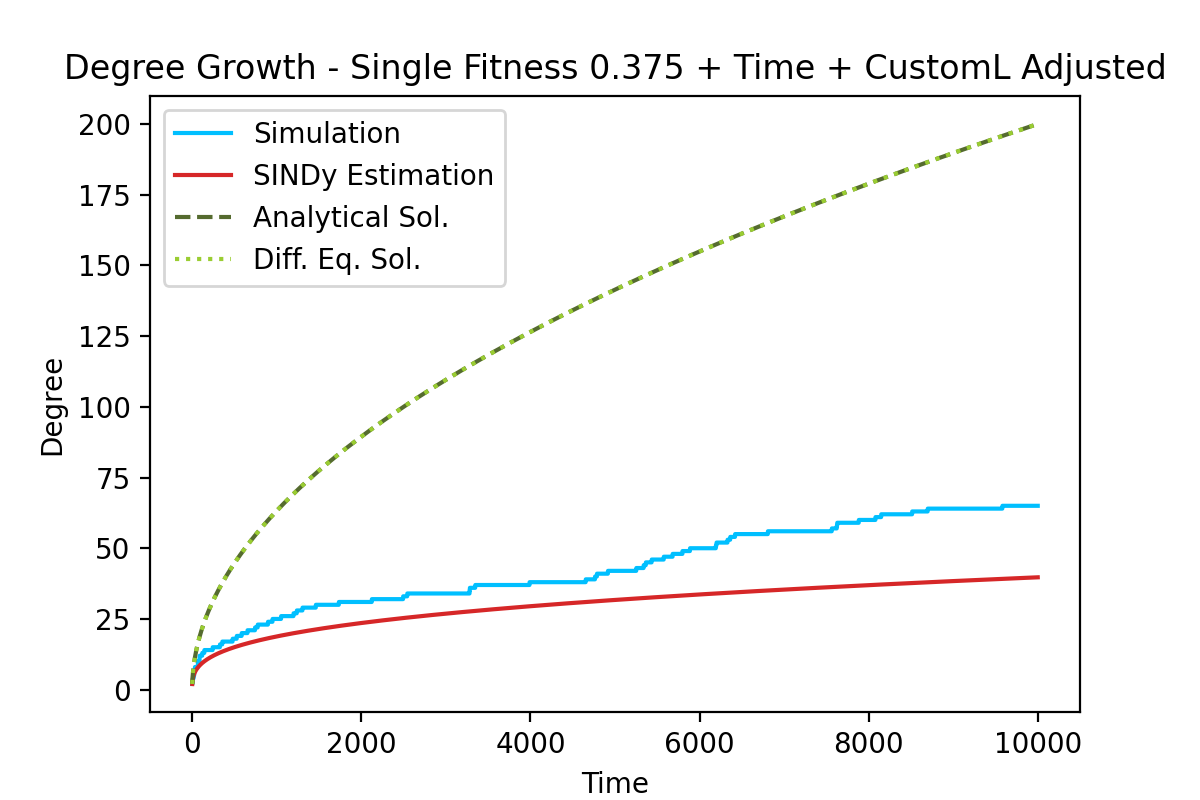 Degree Growth - Single Fitness 0.375 + Time + CustomL Adjusted
Simulation
SINDy Estimation
Analytical Sol.
Diff. Eq. Sol.
200
175
150
125
100
75
50
25
0
Degree
0 2000 4000 6000 8000 10000
Time